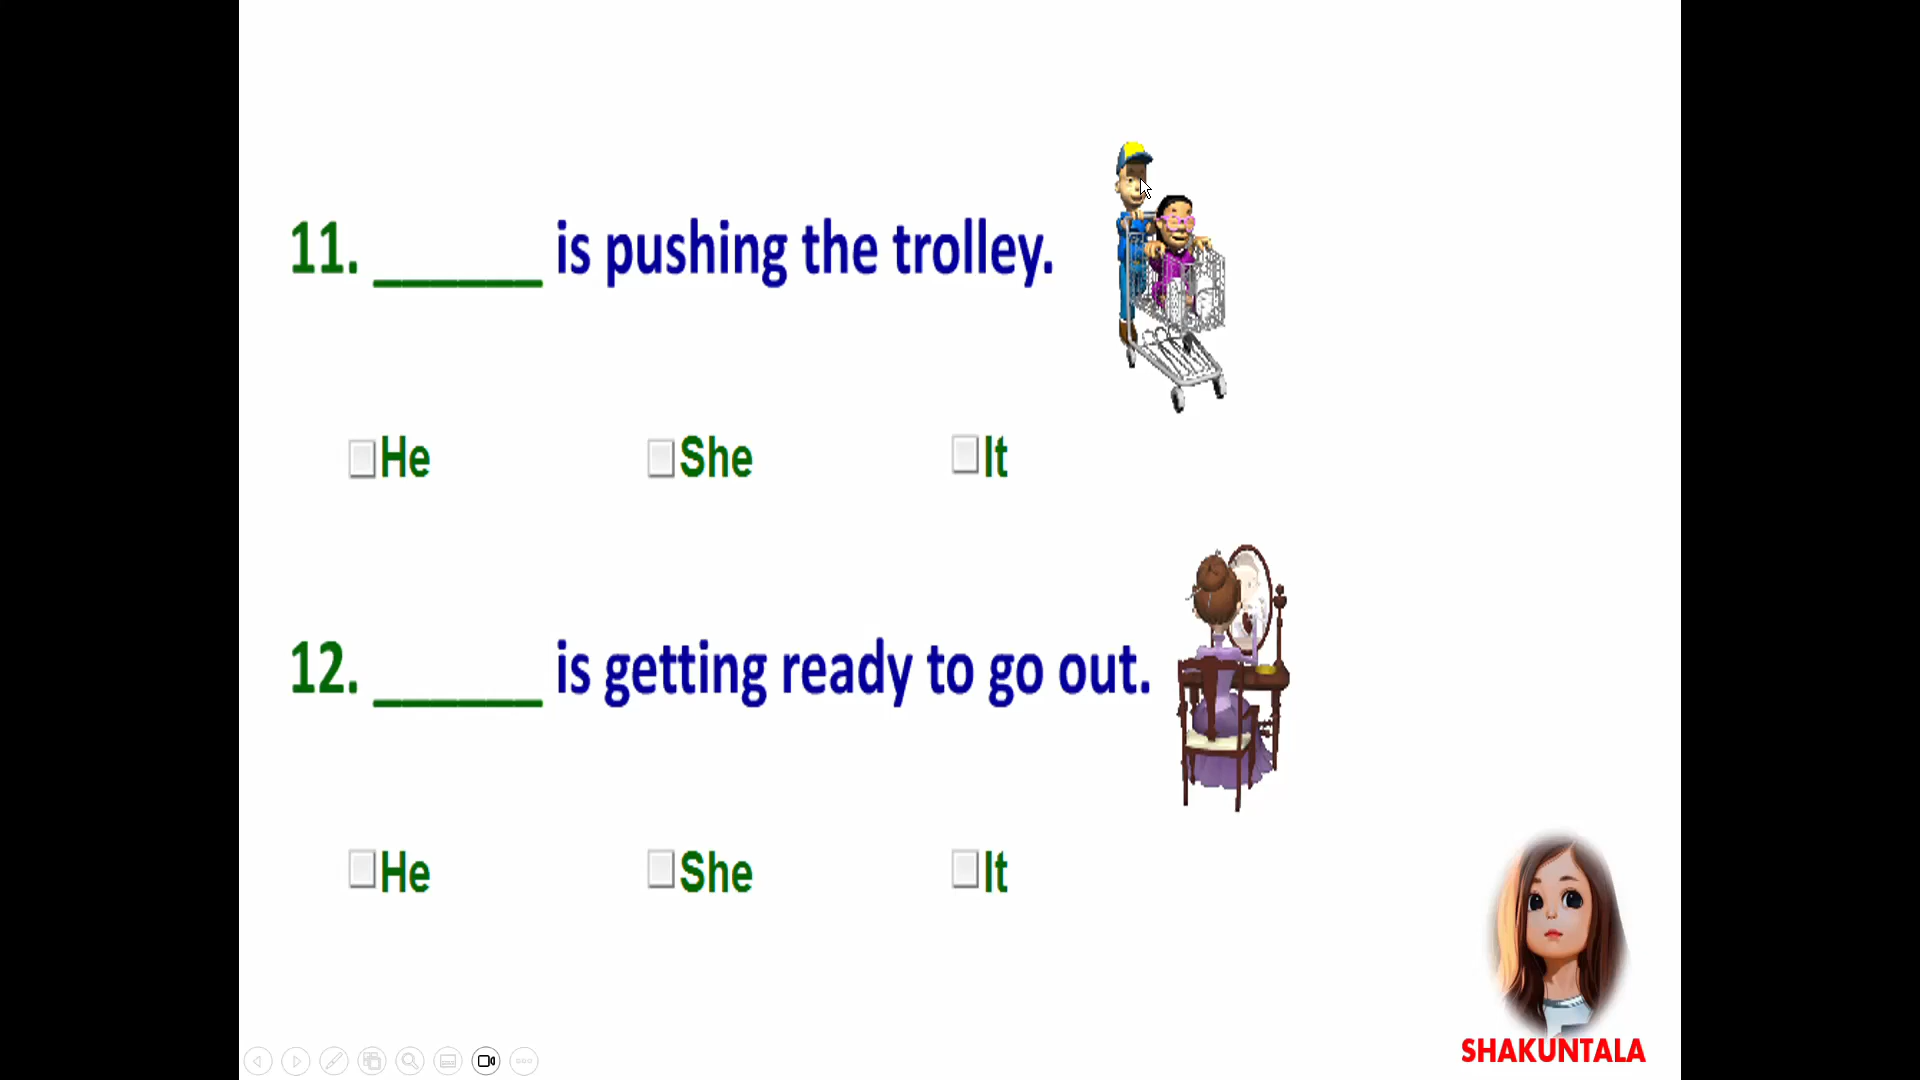 11. ______ is pushing the trolley.
He She It
12. ______ is getting ready to go out.
He She It
SHAKUNTALA